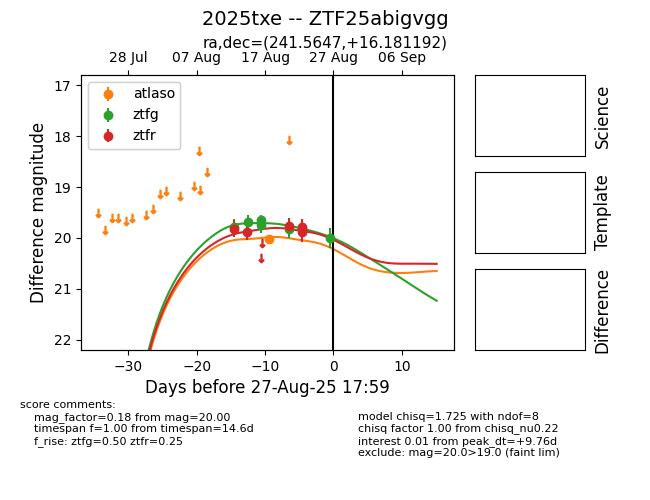 2025txe -- ZTF25abigvgg
ra,dec=(241.5647,+16.181192)
28 Jul 07 Aug 17 Aug 27 Aug 06 Sep
17
18
19
20
21
22
Difference magnitude
atlaso
ztfg
ztfr
−30 −20 −10 0 10
Days before 27-Aug-25 17:59
Science
Template
Difference
score comments:
mag_factor=0.18 from mag=20.00
timespan f=1.00 from timespan=14.6d
f_rise: ztfg=0.50 ztfr=0.25
model chisq=1.725 with ndof=8
chisq factor 1.00 from chisq_nu0.22
interest 0.01 from peak_dt=+9.76d
exclude: mag=20.0>19.0 (faint lim)